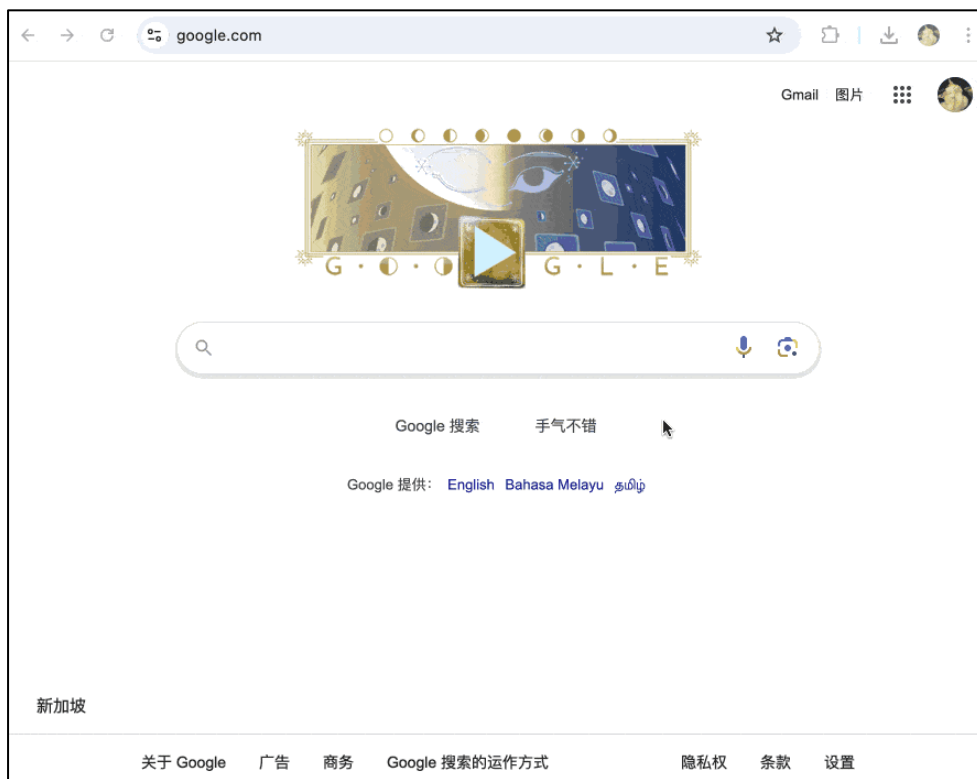 google.com
Gmail 图片
G · O O G · L · E
Google 搜索 手气不错
Google 提供： English Bahasa Melayu தமிழ்
新加坡
关于 Google 广告 商务 Google 搜索的运作方式 隐私权 条款 设置